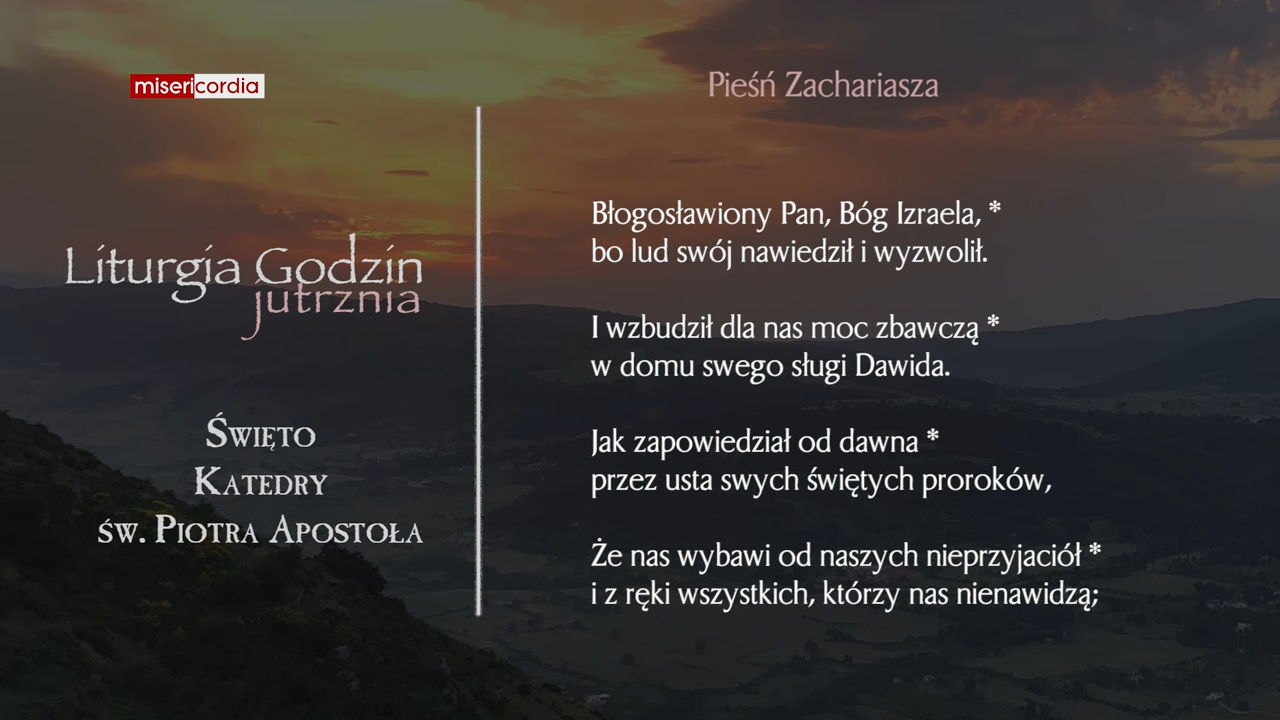 misericordia
Liturgia Godzin
jutrznia
Święto
Katedry
św. Piotra Apostoła
Pieśń Zachariasza
Błogosławiony Pan, Bóg Izraela, *
bo lud swój nawiedził i wyzwolił.
I wzbudził dla nas moc zbawczą *
w domu swego sługi Dawida.
Jak zapowiedział od dawna *
przez usta swych świętych proroków,
Że nas wybawi od naszych nieprzyjaciół *
i z ręki wszystkich, którzy nas nienawidzą;